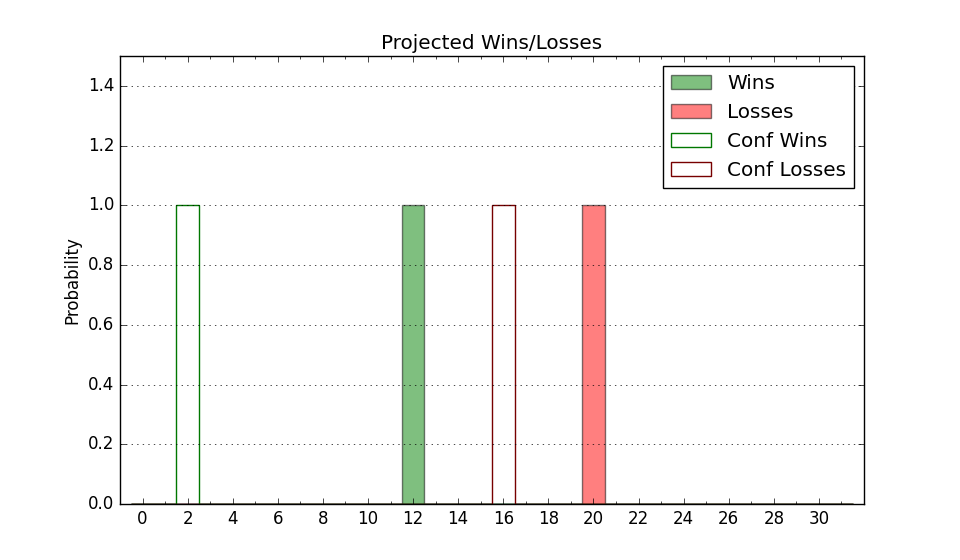 Projected Wins/Losses
Wins
Losses
Conf Wins
Conf Losses
Probability
1.4
1.2
1.0
0.8
0.6
0.4
0.2
0.0
0 2 4 6 8 10 12 14 16 18 20 22 24 26 28 30